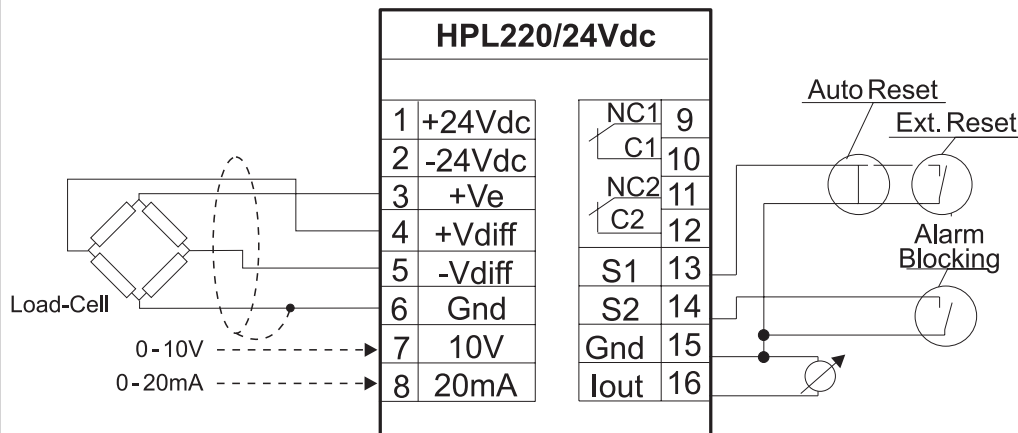 HPL220/24Vdc
1 +24Vdc
2 -24Vdc
3 +Ve
4 +Vdiff
5 -Vdiff
6 Gnd
7 10V
8 20mA
NC1 9
C1 10
NC2 11
C2 12
S1 13
S2 14
Gnd 15
Iout 16
Load-Cell
0-10V
0-20mA
Auto Reset
Ext. Reset
Alarm
Blocking